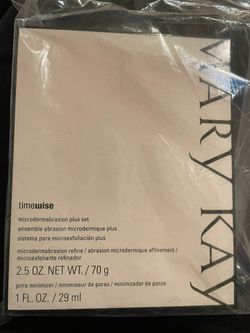 MARY KAY
timewise
microdermabrasion plus set
ensemble abrasion microdermique plus
sistema para microexfoliación plus
microdermabrasion refine / abrasion microdermique affinement /
microexfoliante refinador
2.5 OZ. NET WT. / 70 g
pore minimizer / minimiseur de pores / minimizador de poros
1 FL. OZ. / 29 ml